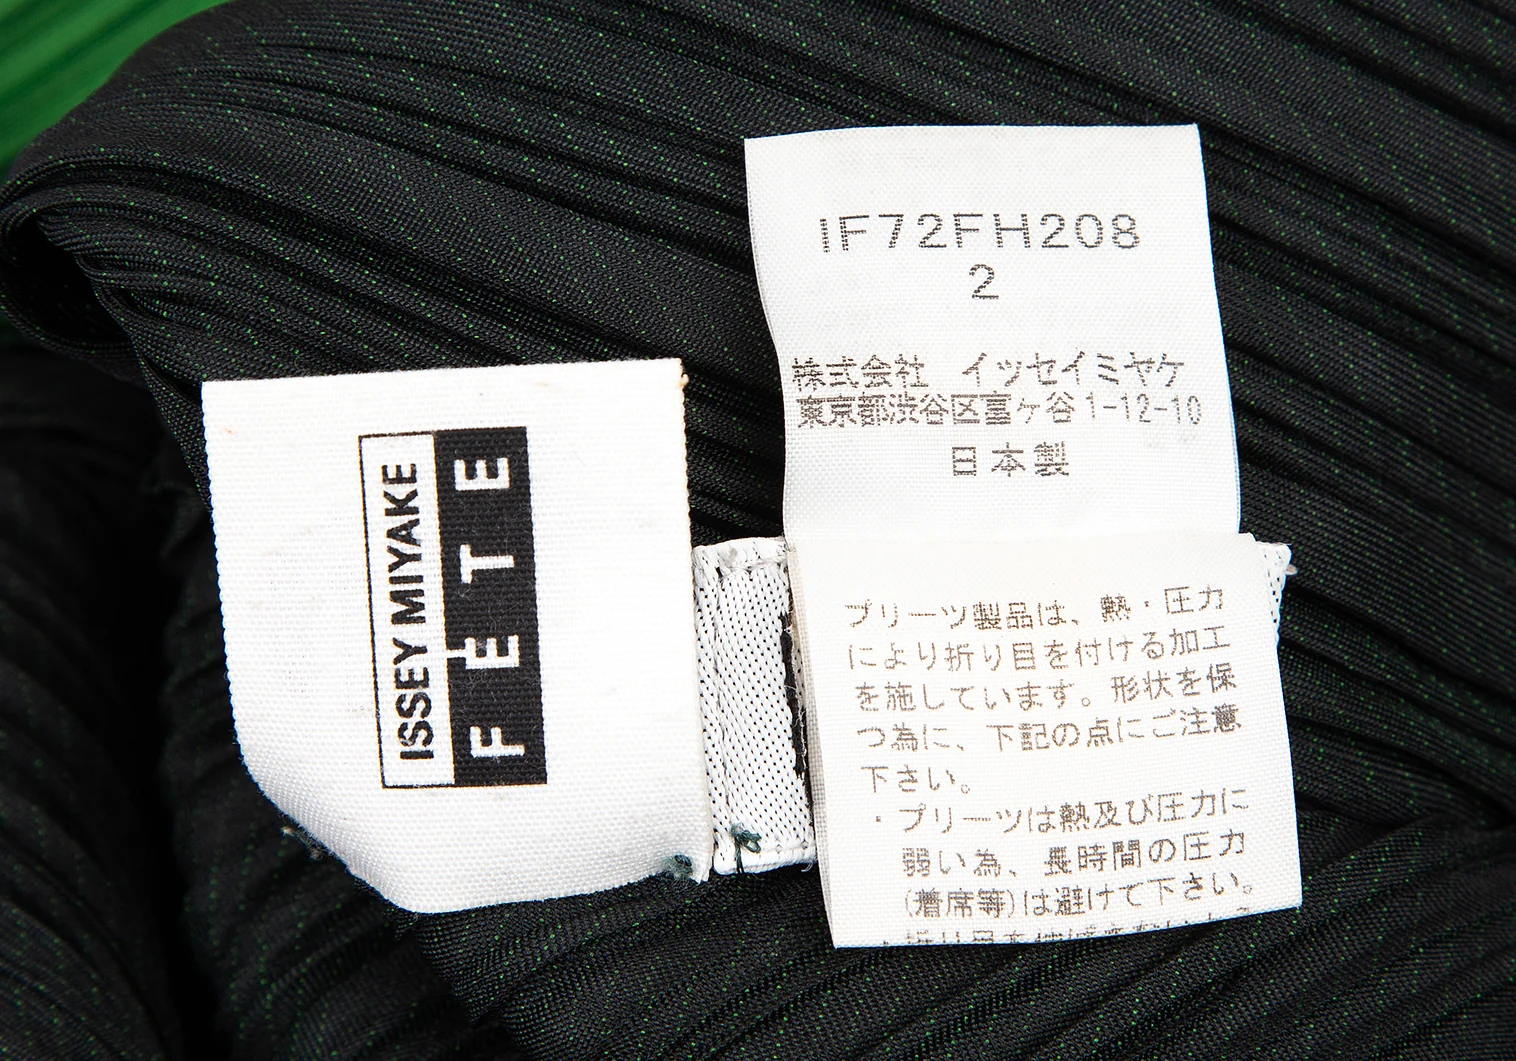 ISSEY MIYAKE
FÊTE
IF72FH208
2
株式会社 イッセイミヤケ
東京都渋谷区富ヶ谷1-12-10
日本製
プリーツ製品は、熱・圧力
により折り目を付ける加工
を施しています。形状を保
つ為に、下記の点にご注意
下さい。
・プリーツは熱及び圧力に
弱い為、長時間の圧力
(着席等)は避けて下さい。